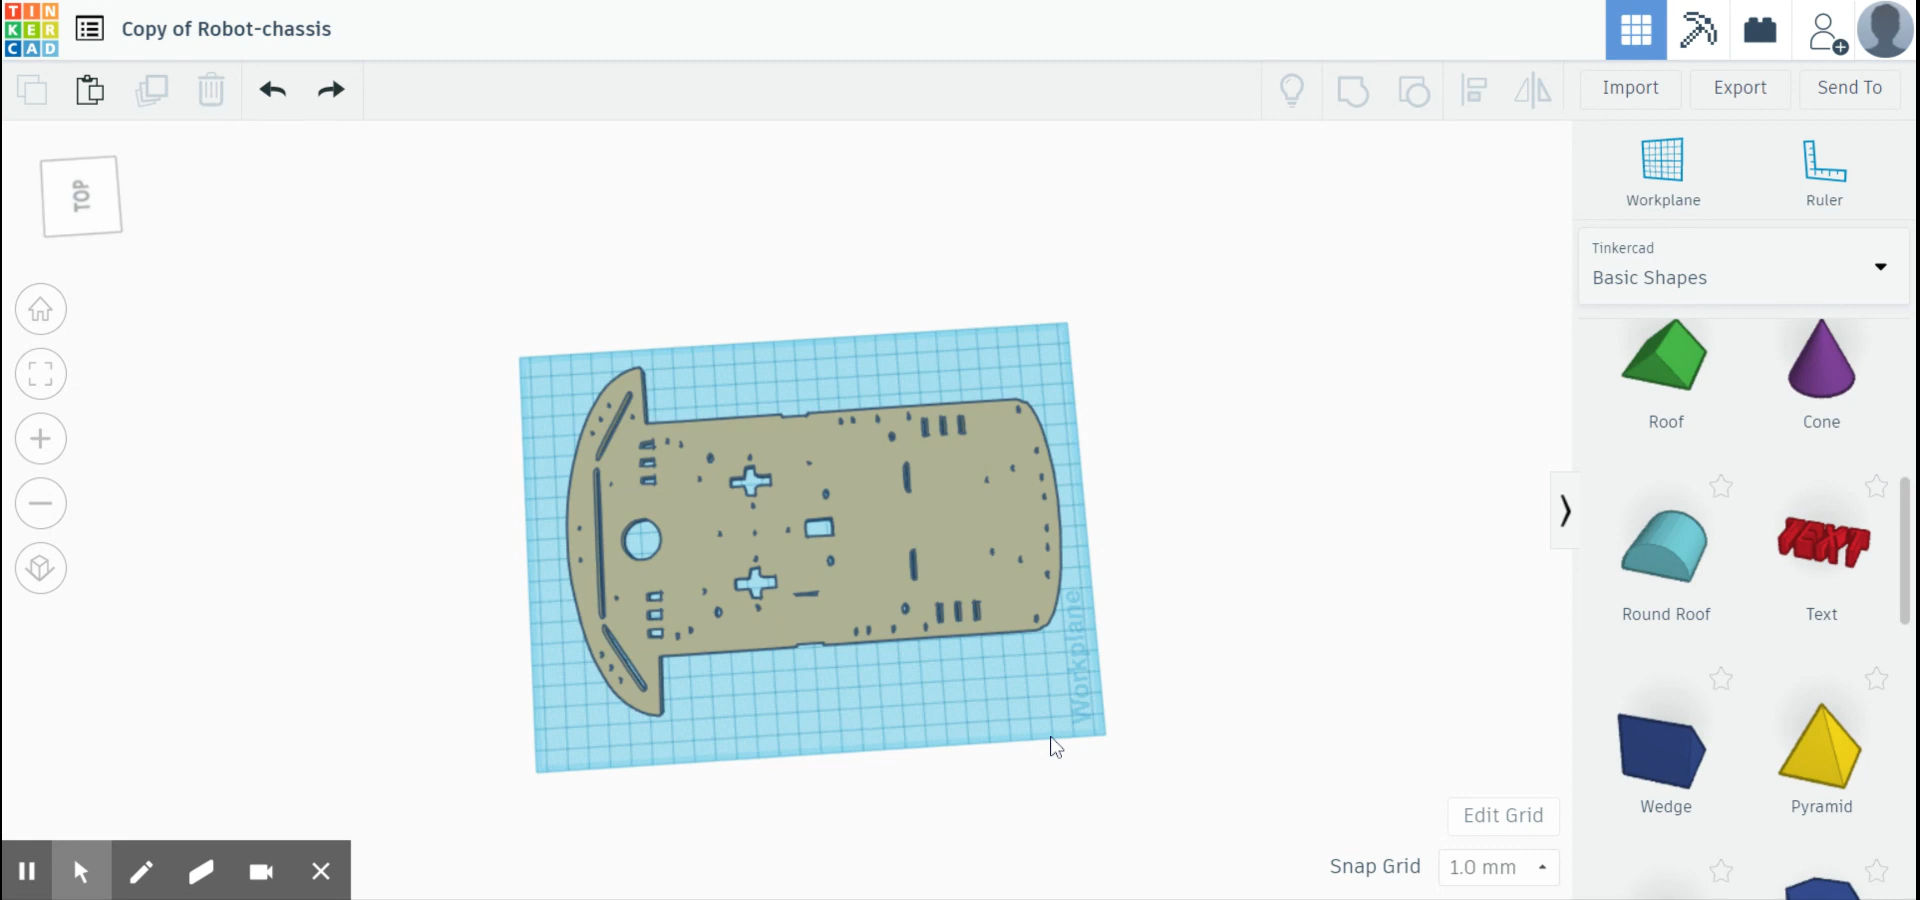 TIN
KER
CAD
Copy of Robot-chassis
Import
Export
Send To
TOP
Workplane
Ruler
Tinkercad
Basic Shapes
Roof
Cone
TEXT
Round Roof
Text
Workplane
Wedge
Pyramid
Edit Grid
Snap Grid
1.0 mm